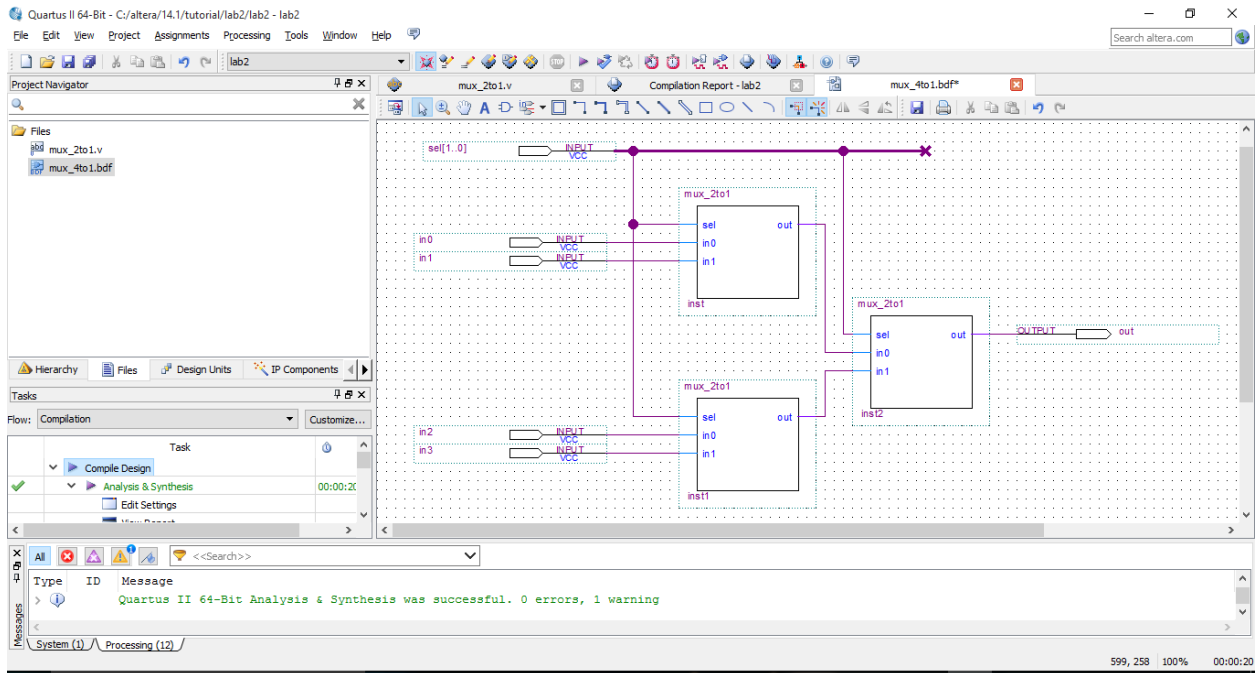 Quartus II 64-Bit - C:/altera/14.1/tutorial/lab2/lab2 - lab2
File Edit View Project Assignments Processing Tools Window Help
Search altera.com
lab2
Project Navigator
mux_2to1.v
Compilation Report - lab2
mux_4to1.bdf*
Files
mux_2to1.v
mux_4to1.bdf
sel[1..0]
INPUT
VCC
mux_2to1
sel out
in0
in1
inst
in0
INPUT
VCC
in1
INPUT
VCC
mux_2to1
sel out
in0
in1
inst2
OUTPUT
out
mux_2to1
sel out
in0
in1
inst1
in2
INPUT
VCC
in3
INPUT
VCC
Hierarchy Files Design Units IP Components
Tasks
Flow: Compilation
Customize...
Task
Compile Design
Analysis & Synthesis 00:00:20
Edit Settings
View Report
All
<<Search>>
Type ID Message
Quartus II 64-Bit Analysis & Synthesis was successful. 0 errors, 1 warning
Messages
System (1) Processing (12)
599, 258 100% 00:00:20